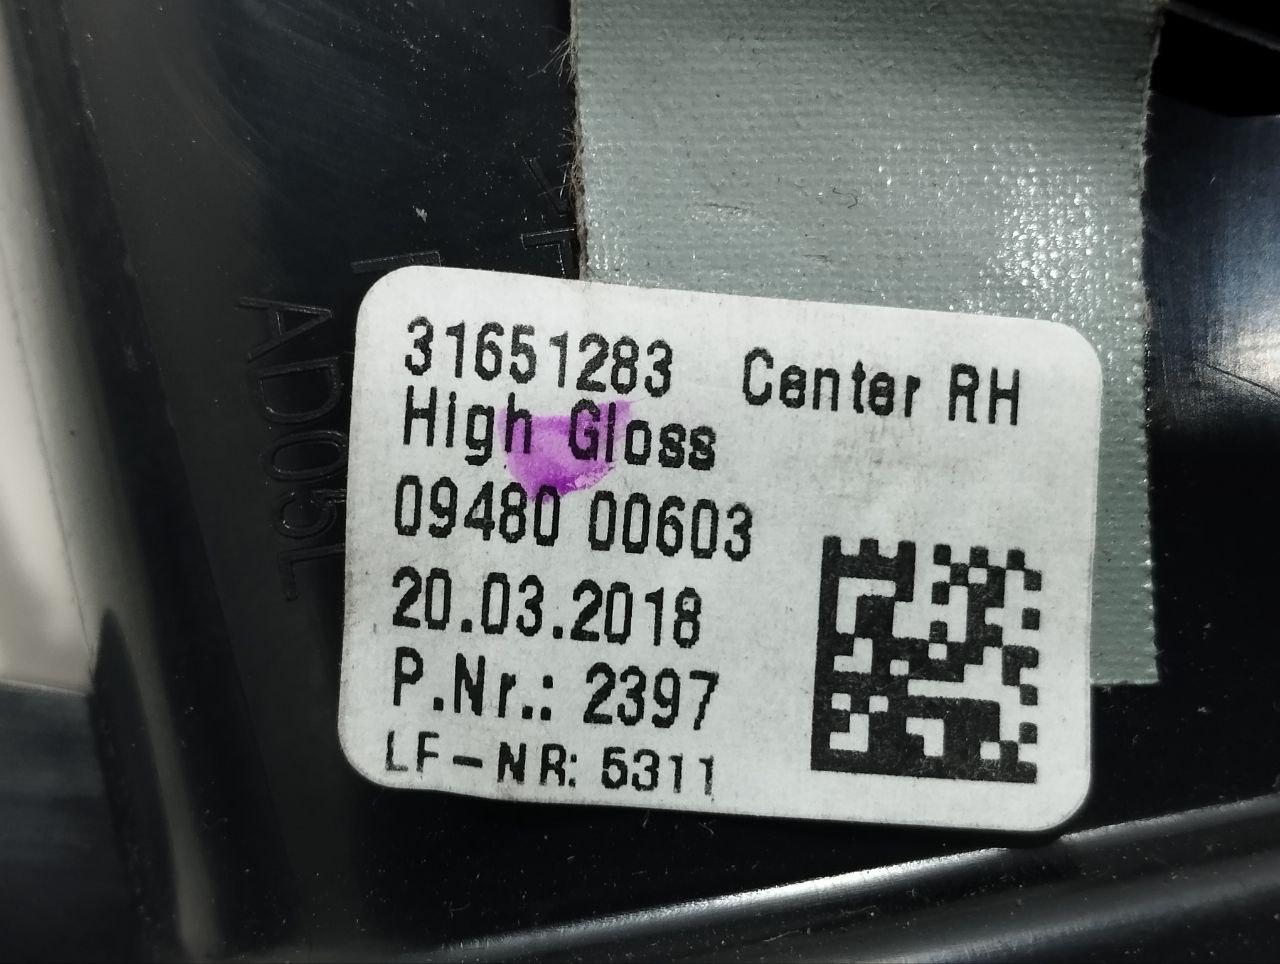 31651283 Center RH
High Gloss
09480 00603
20.03.2018
P.Nr.: 2397
LF-NR: 5311
AD05L